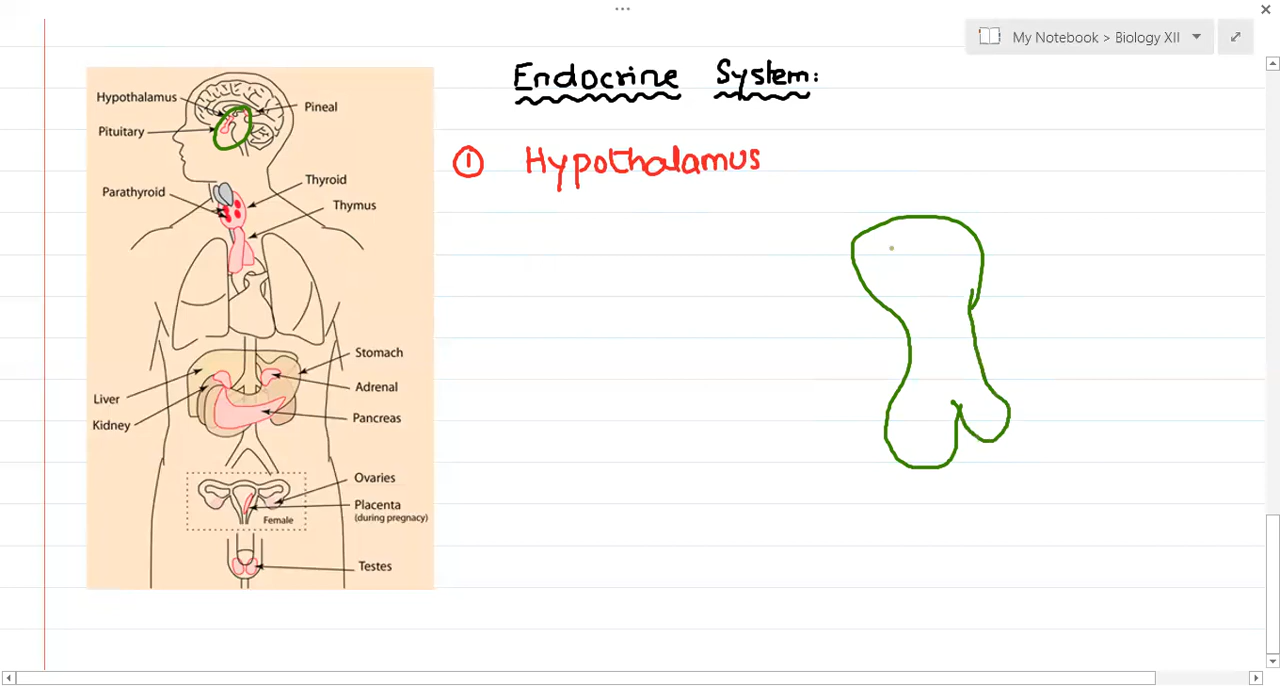 ...
My Notebook > Biology XII
Endocrine System:
① Hypothalamus
Hypothalamus
Pineal
Pituitary
Parathyroid
Thyroid
Thymus
Stomach
Adrenal
Liver
Pancreas
Kidney
Ovaries
Placenta
(during pregnacy)
Female
Testes